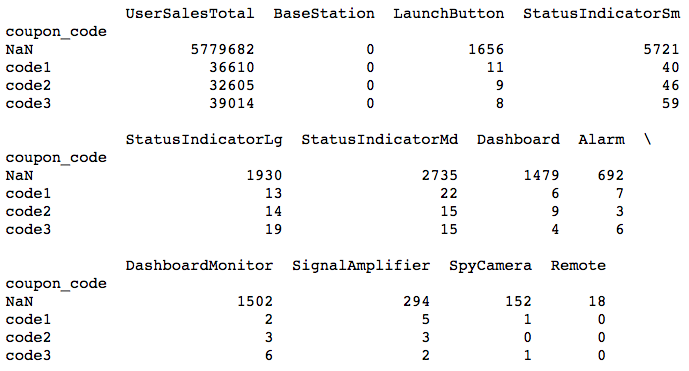 UserSalesTotal BaseStation LaunchButton StatusIndicatorSm
coupon_code
NaN 5779682 0 1656 5721
code1 36610 0 11 40
code2 32605 0 9 46
code3 39014 0 8 59
StatusIndicatorLg StatusIndicatorMd Dashboard Alarm \
coupon_code
NaN 1930 2735 1479 692
code1 13 22 6 7
code2 14 15 9 3
code3 19 15 4 6
DashboardMonitor SignalAmplifier SpyCamera Remote
coupon_code
NaN 1502 294 152 18
code1 2 5 1 0
code2 3 3 0 0
code3 6 2 1 0